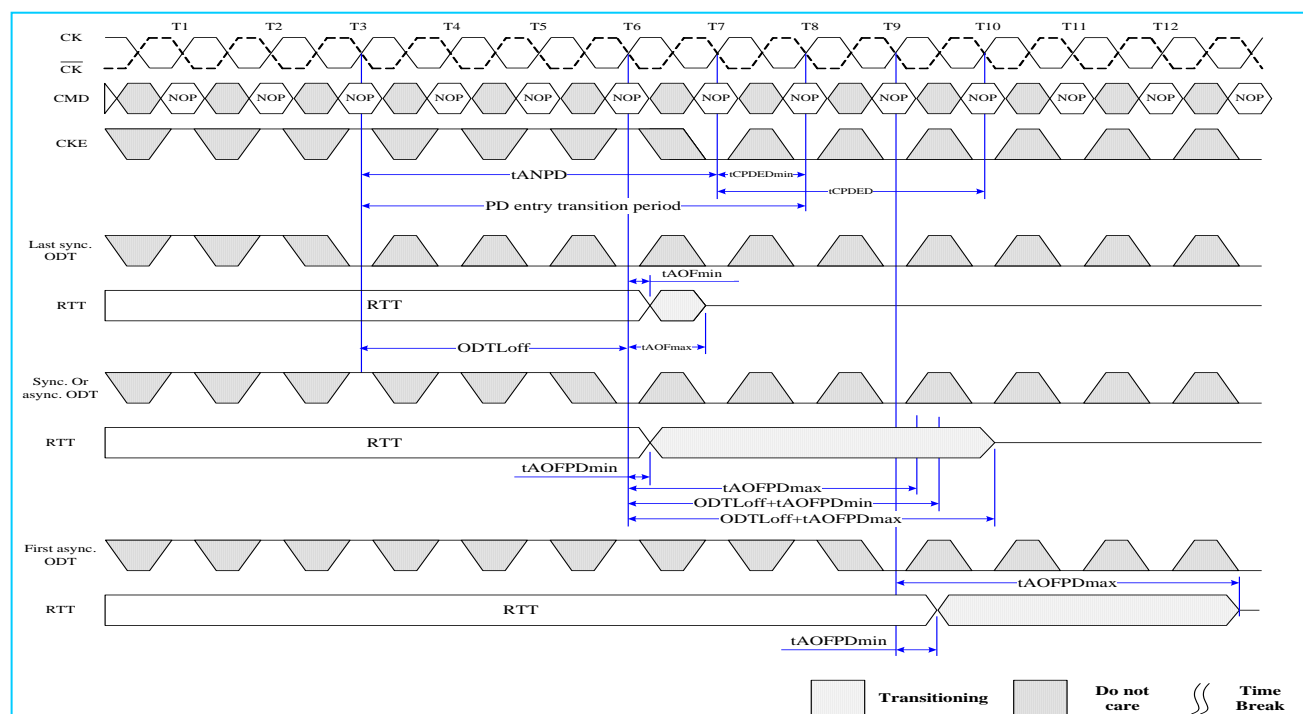 T1 T2 T3 T4 T5 T6 T7 T8 T9 T10 T11 T12
CK
CK
CMD NOP NOP NOP NOP NOP NOP NOP NOP NOP NOP NOP NOP NOP
CKE
tANPD tCPDEDmin
tCPDED
PD entry transition period
Last sync.
ODT
tAOFmin
RTT RTT
ODTLoff tAOFmax
Sync. Or
async. ODT
RTT RTT
tAOFPDmin
tAOFPDmax
ODTLoff+tAOFPDmin
ODTLoff+tAOFPDmax
First async.
ODT
tAOFPDmax
RTT RTT
tAOFPDmin
Transitioning Do not care Time Break